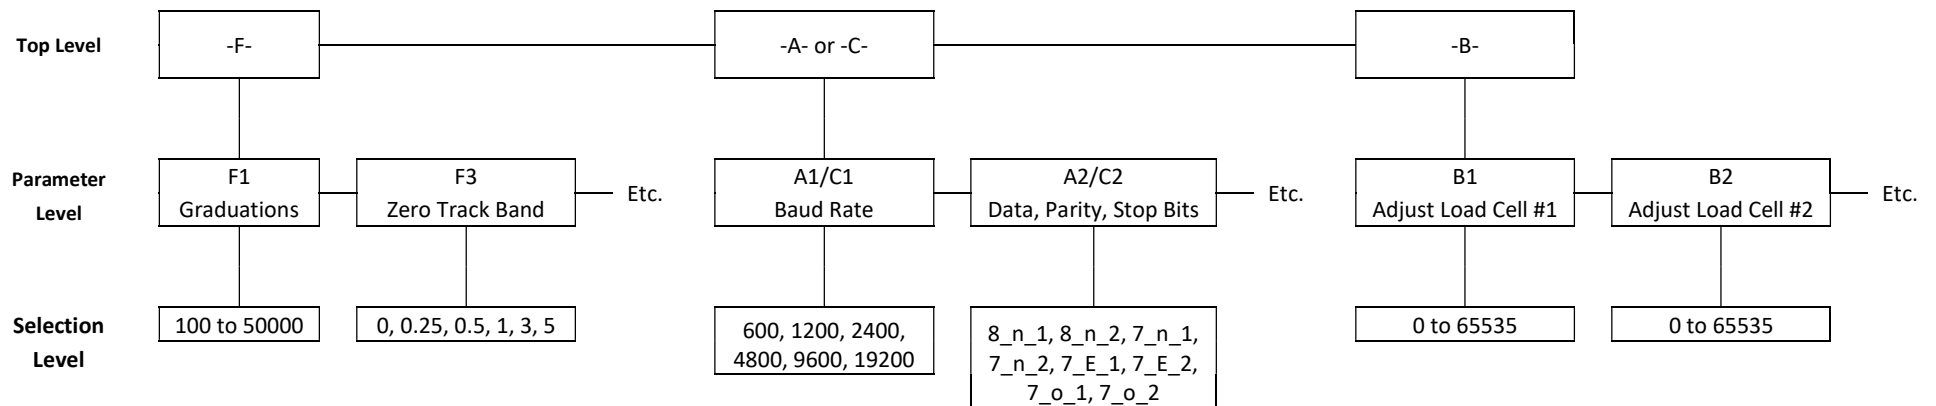 Top Level
-F-
-A- or -C-
-B-
Parameter
Level
F1
Graduations
F3
Zero Track Band
Etc.
A1/C1
Baud Rate
A2/C2
Data, Parity, Stop Bits
Etc.
B1
Adjust Load Cell #1
B2
Adjust Load Cell #2
Etc.
Selection
Level
100 to 50000
0, 0.25, 0.5, 1, 3, 5
600, 1200, 2400,
4800, 9600, 19200
8_n_1, 8_n_2, 7_n_1,
7_n_2, 7_E_1, 7_E_2,
7_o_1, 7_o_2
0 to 65535
0 to 65535